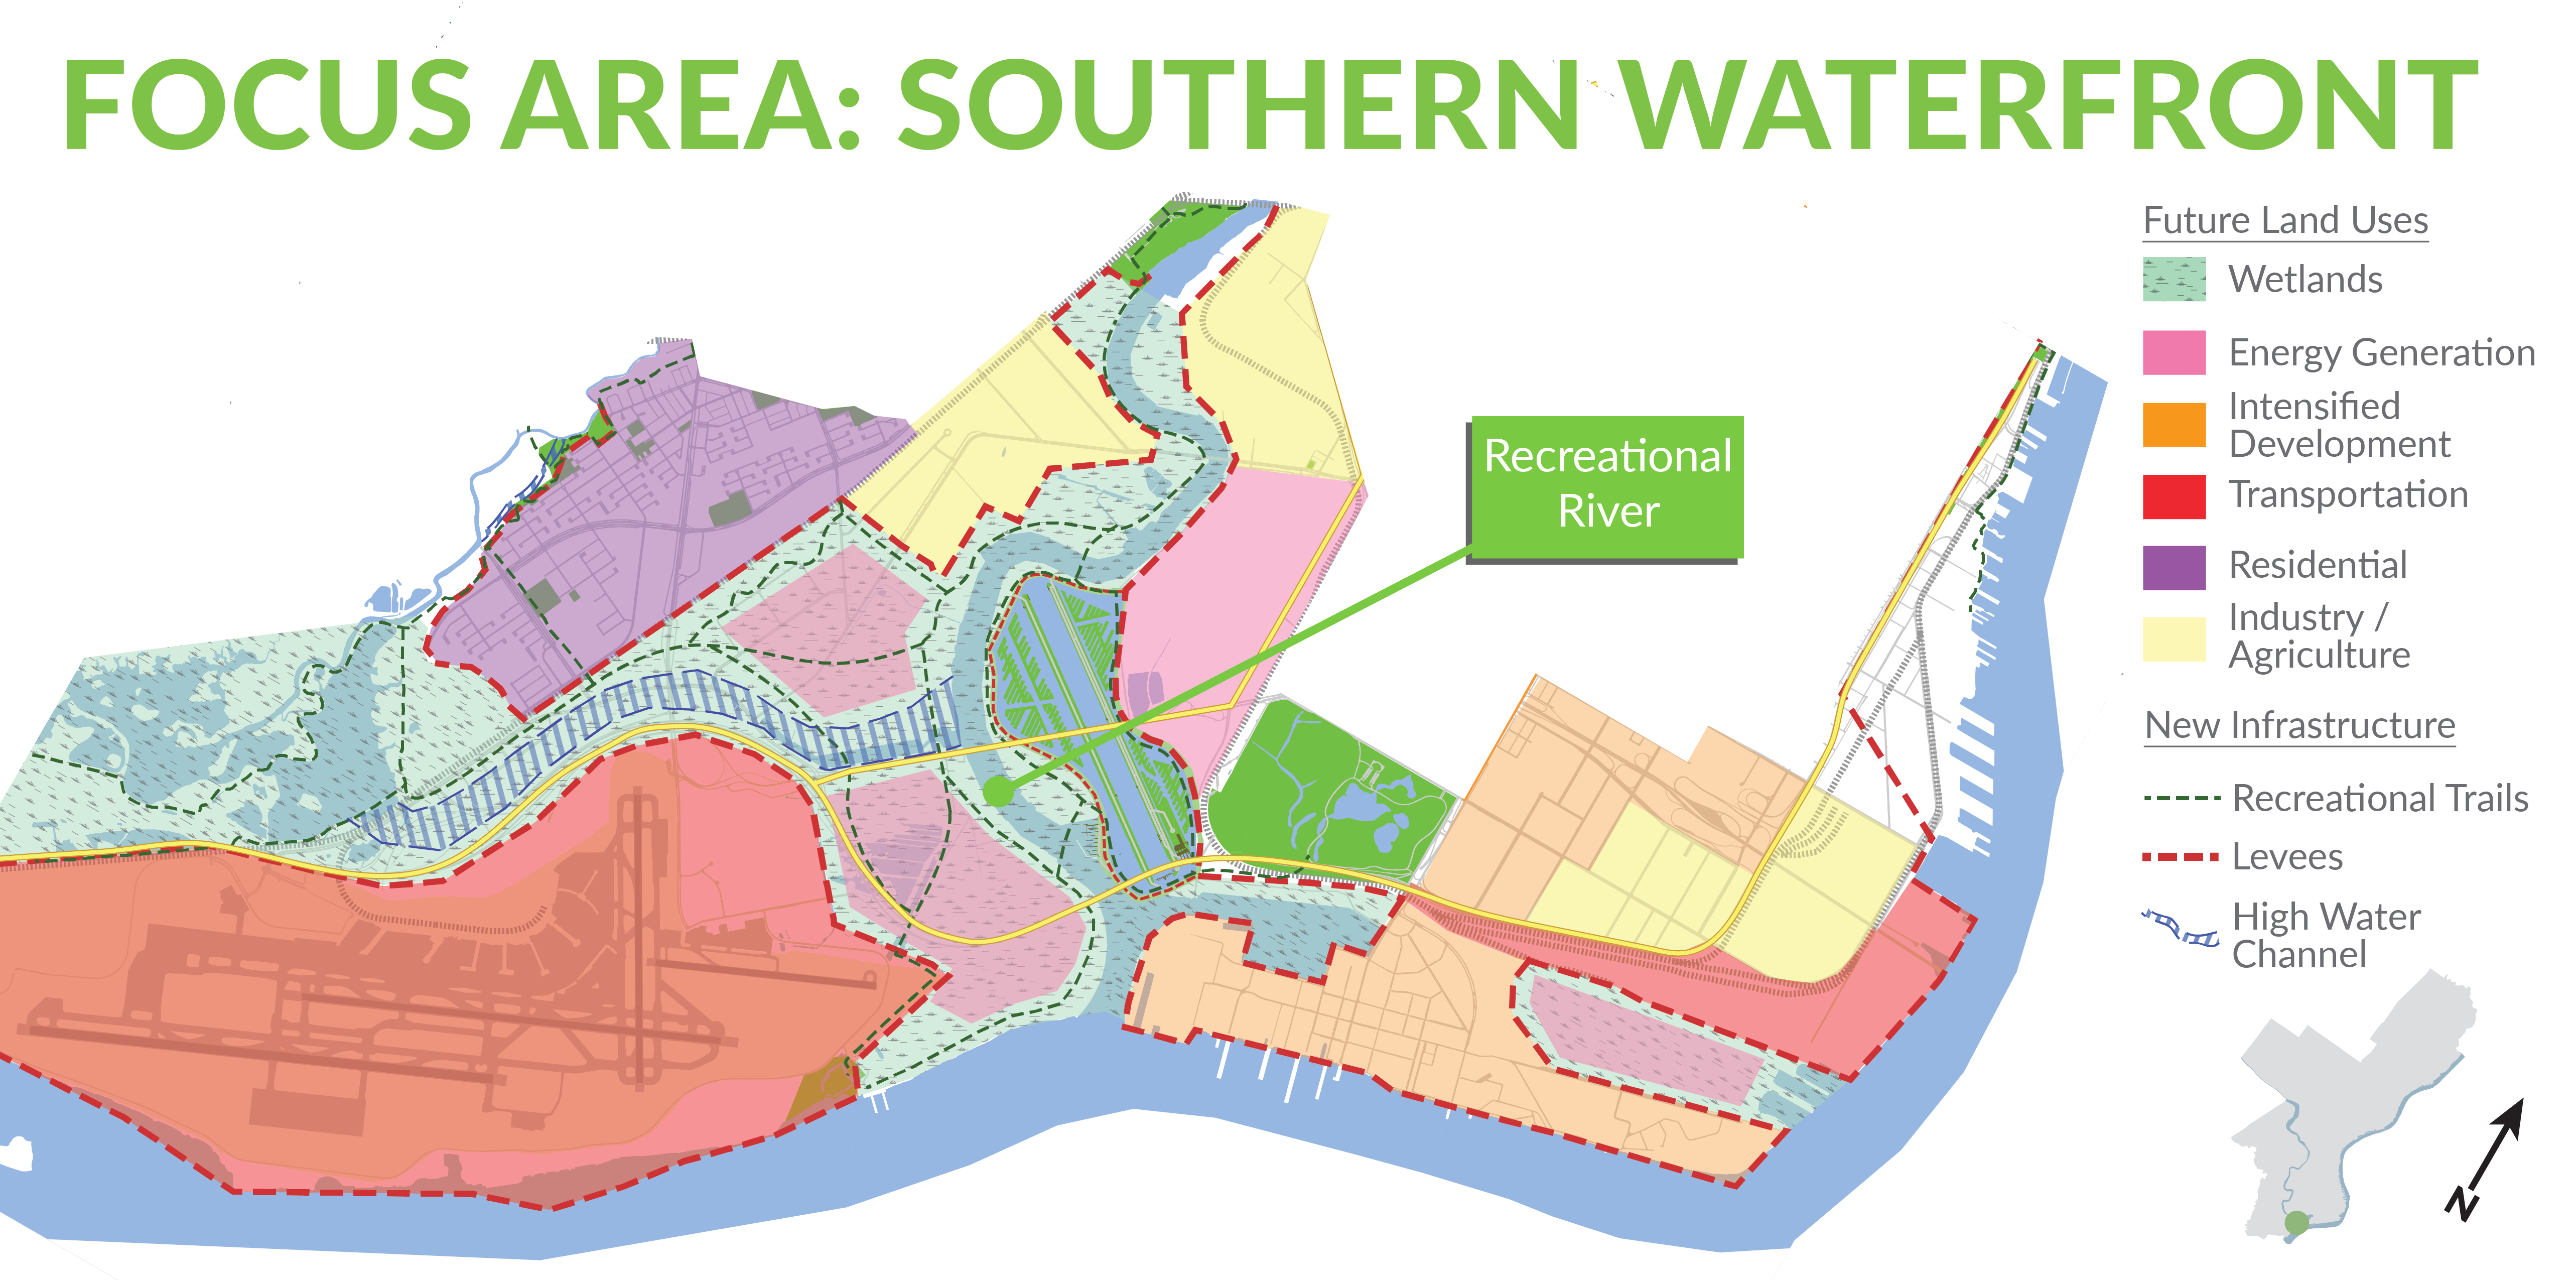 FOCUS AREA: SOUTHERN WATERFRONT
Recreational
River
Future Land Uses
Wetlands
Energy Generation
Intensified
Development
Transportation
Residential
Industry /
Agriculture
New Infrastructure
Recreational Trails
Levees
High Water
Channel
N